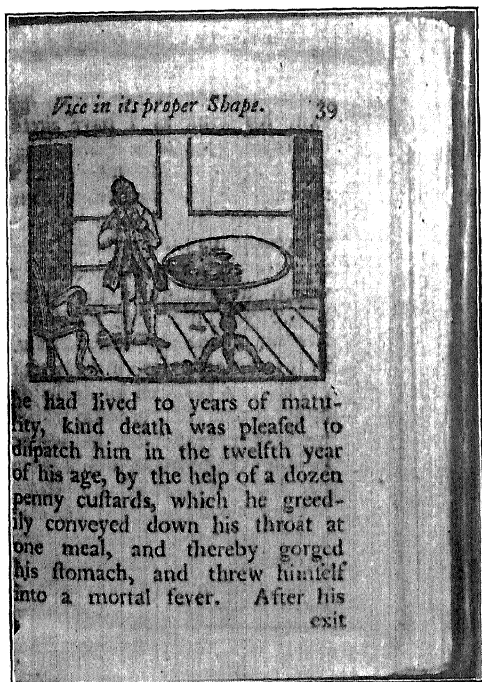 Vice in its proper Shape. 39
he had lived to years of matu-
rity, kind death was pleaſed to
diſpatch him in the twelfth year
of his age, by the help of a dozen
penny cuſtards, which he greed-
ily conveyed down his throat at
one meal, and thereby gorged
his ſtomach, and threw himſelf
into a mortal fever. After his
exit